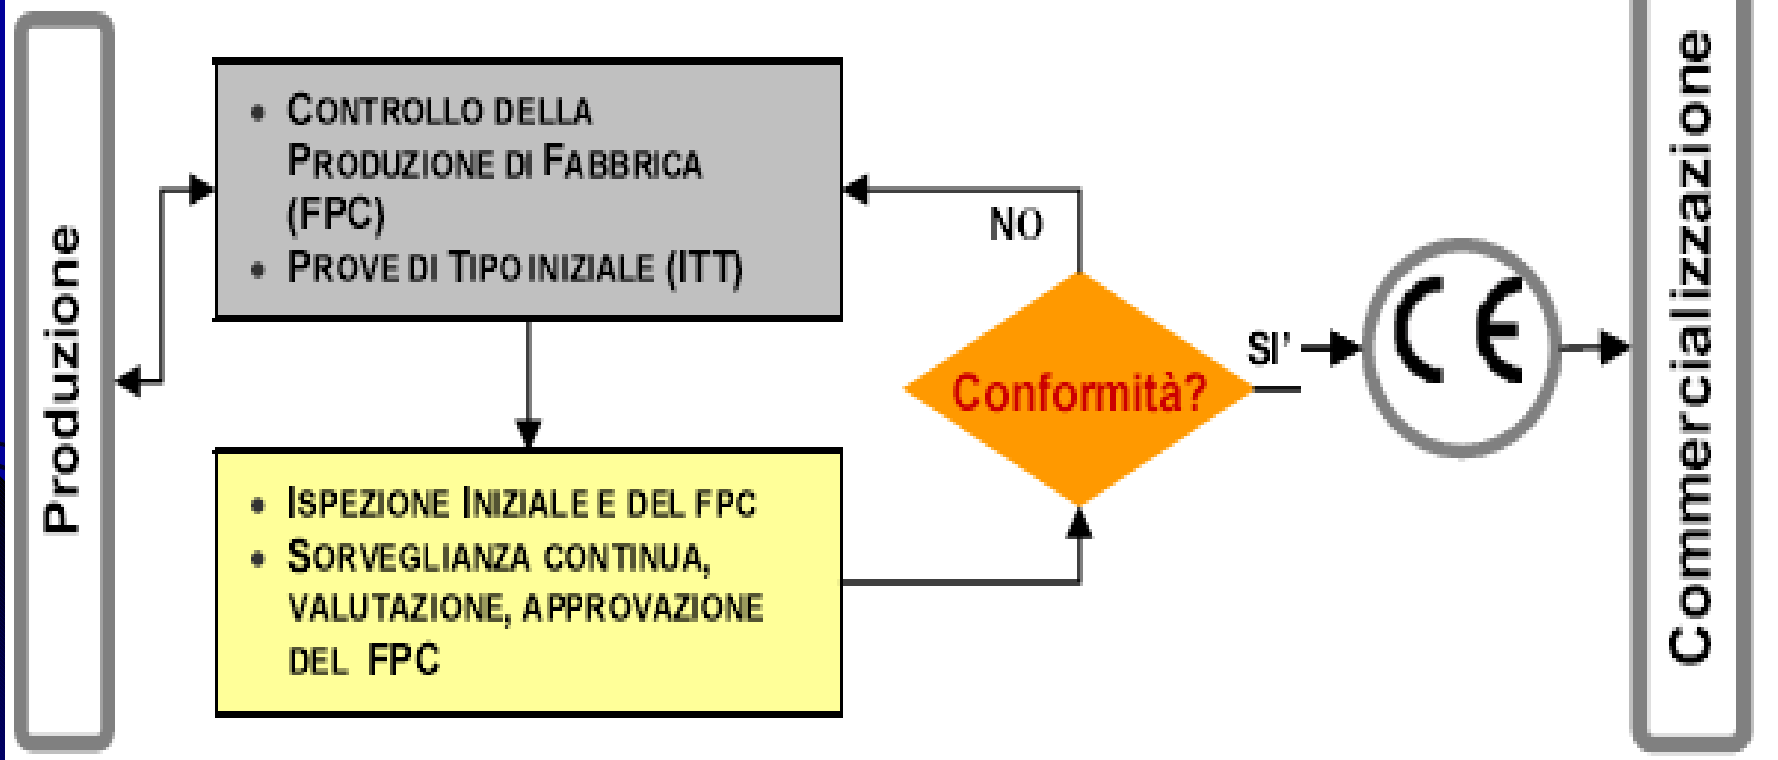 Produzione
• CONTROLLO DELLA
PRODUZIONE DI FABBRICA
(FPC)
• PROVE DI TIPO INIZIALE (ITT)
• ISPEZIONE INIZIALE E DEL FPC
• SORVEGLIANZA CONTINUA,
VALUTAZIONE, APPROVAZIONE
DEL FPC
NO
Conformità?
SI'
CE
Commercializzazione